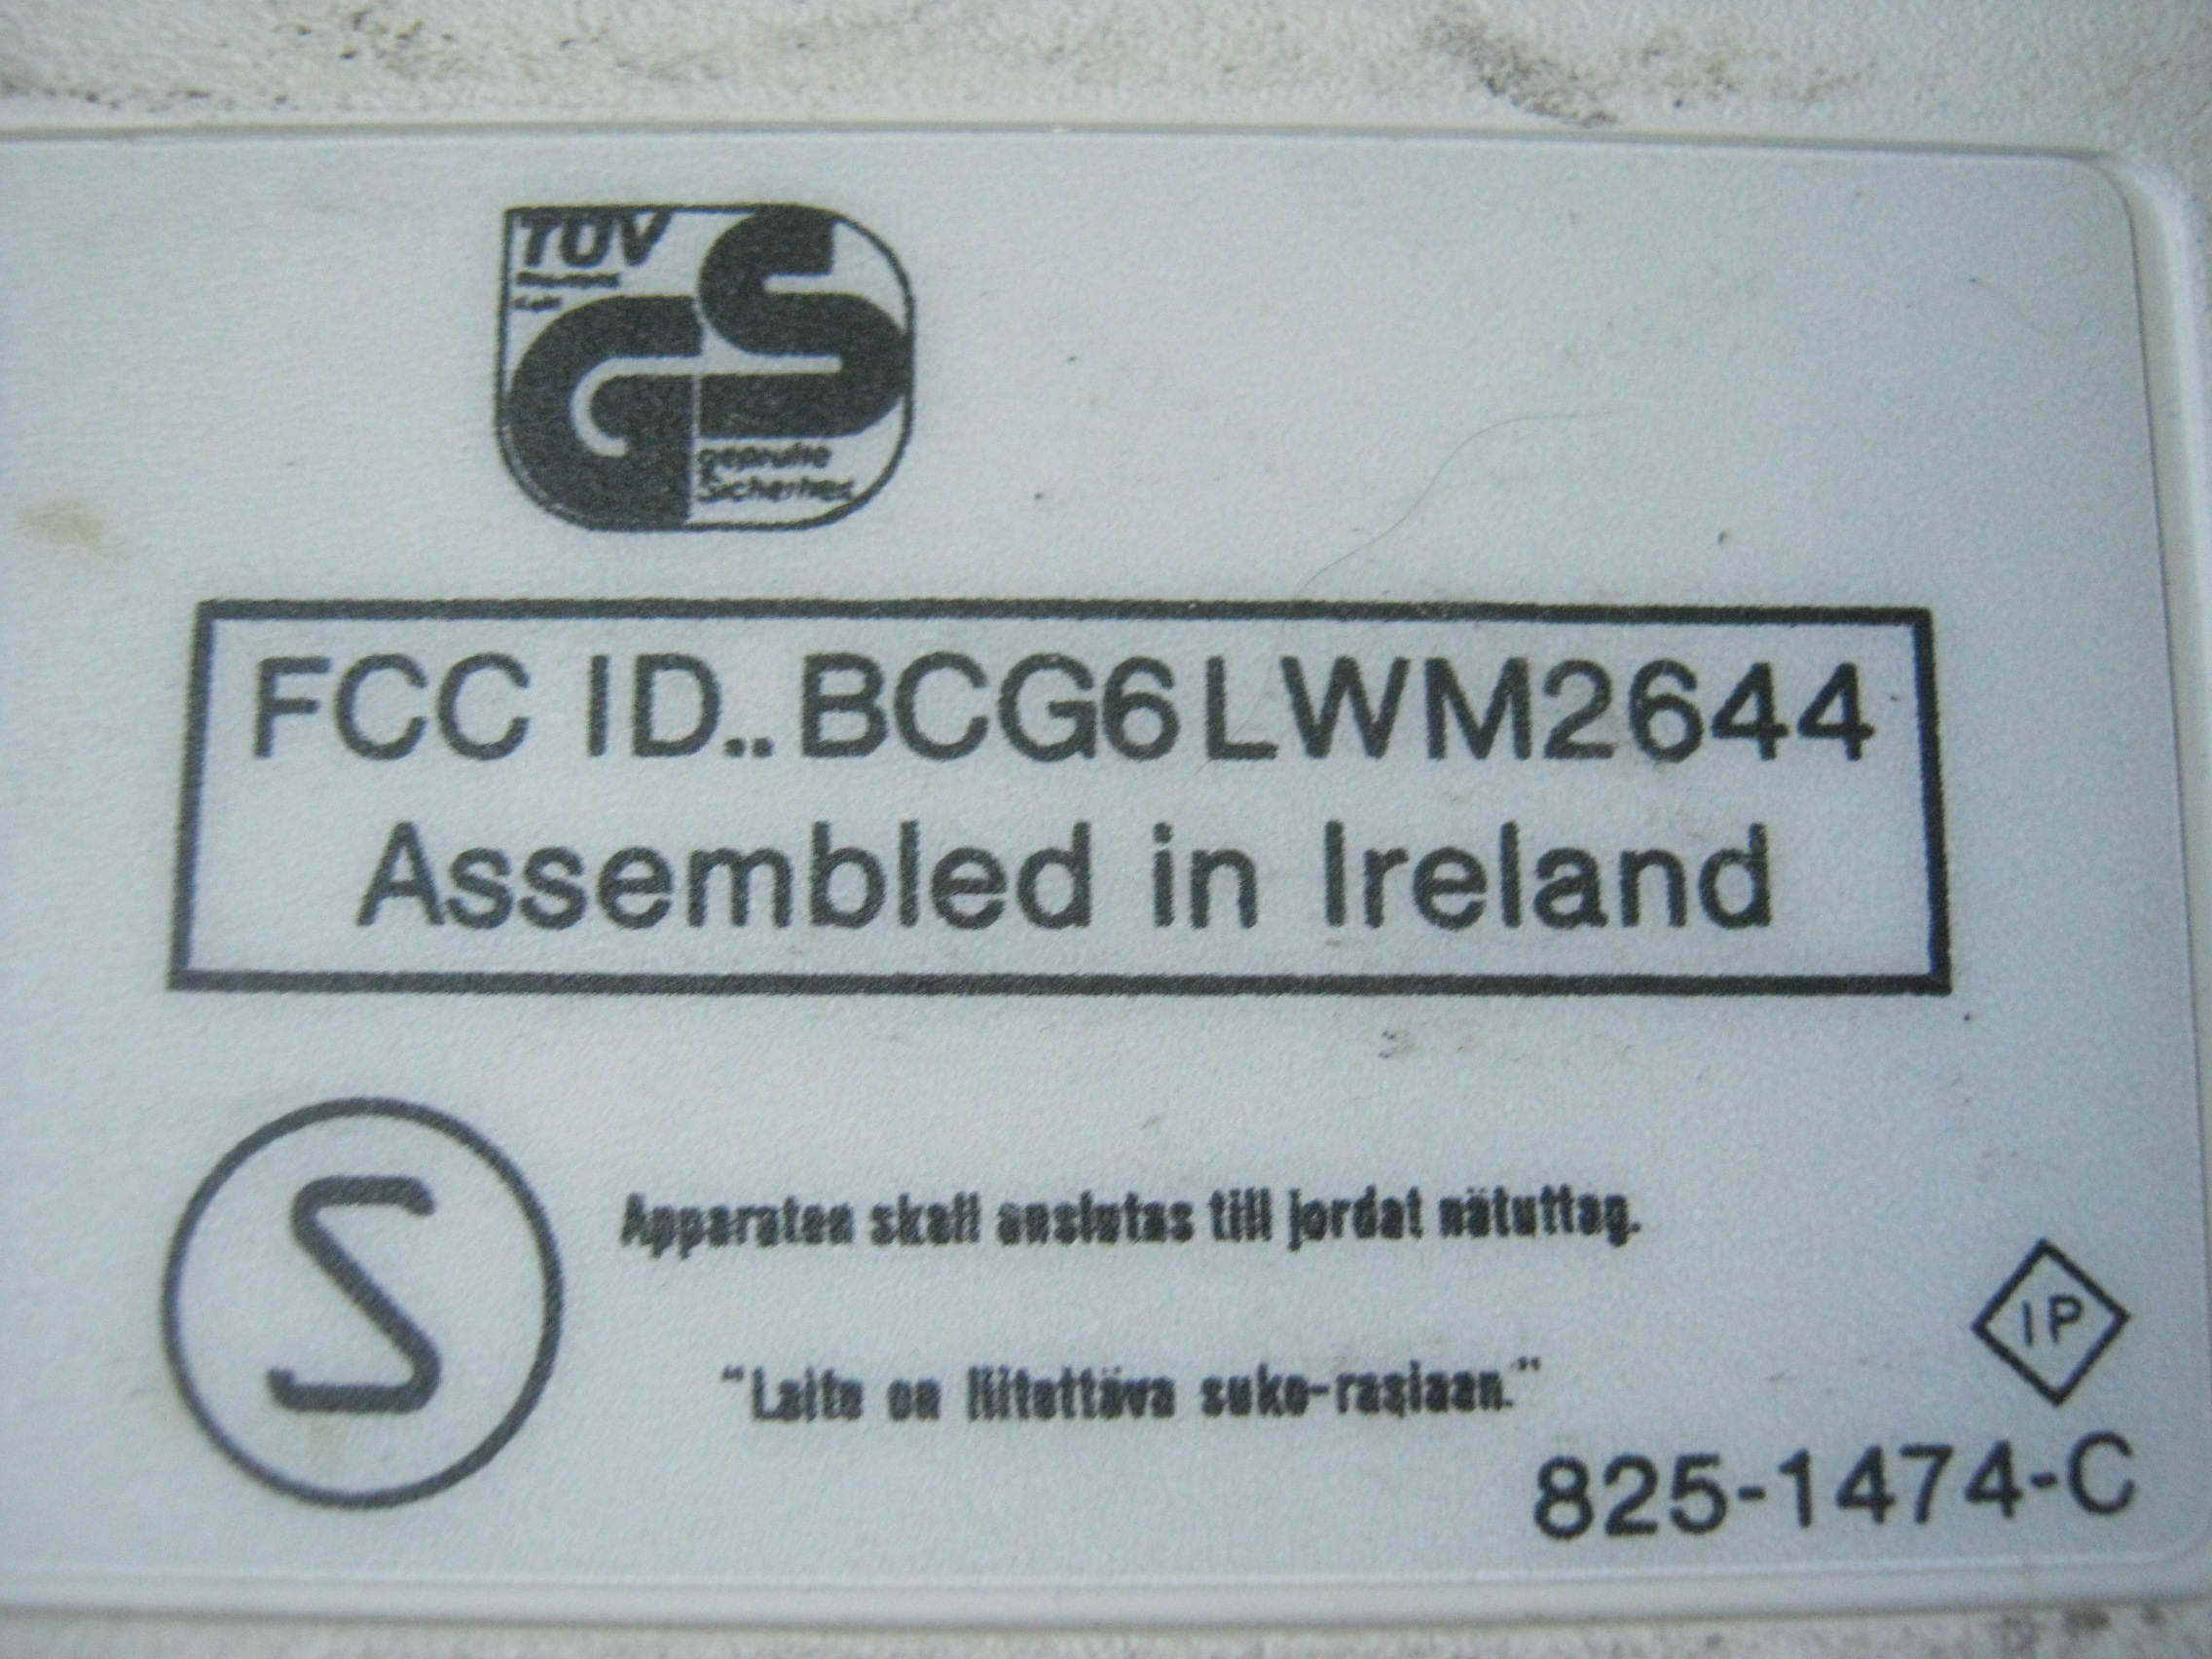 TÜV
GS
geprüfte
Sicherheit
FCC ID..BCG6LWM2644
Assembled in Ireland
S
Apparaten skall anslutas till jordat nätuttag.
"Laite on liitettävä suko-rasiaan."
IP
825-1474-C